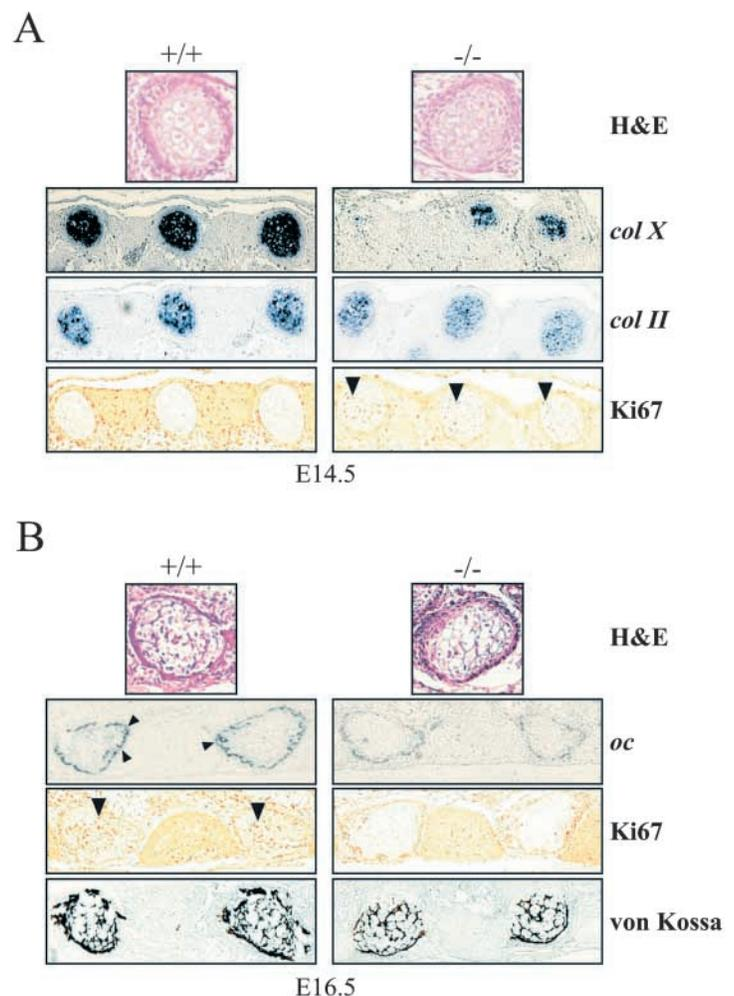 A
+/+ -/-
H&E
col X
col II
Ki67
E14.5
B
+/+ -/-
H&E
oc
Ki67
von Kossa
E16.5